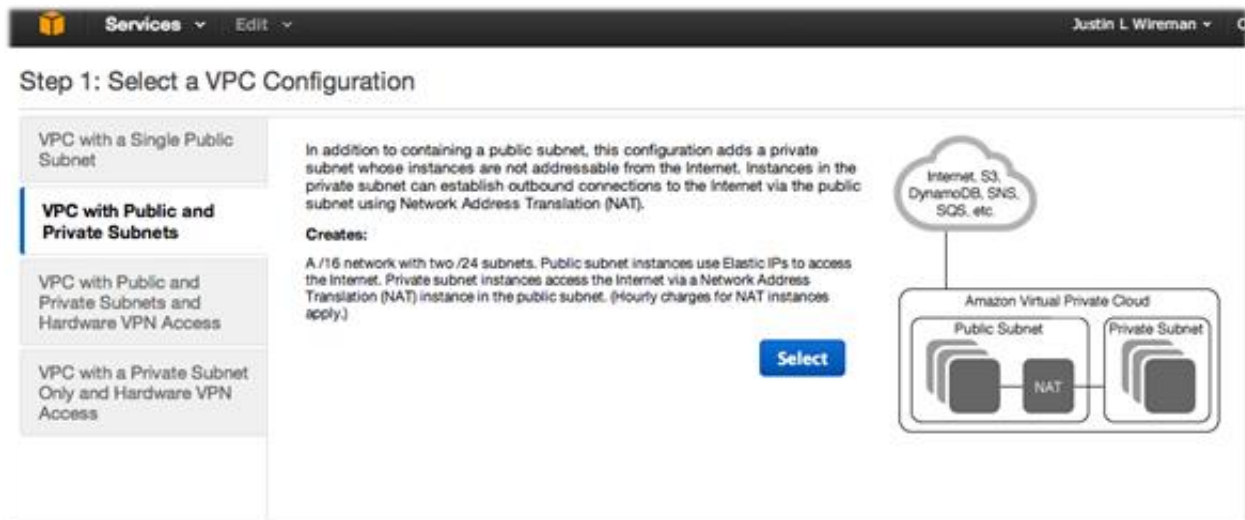 Services Edit Justin L Wireman
Step 1: Select a VPC Configuration
VPC with a Single Public
Subnet
VPC with Public and
Private Subnets
VPC with Public and
Private Subnets and
Hardware VPN Access
VPC with a Private Subnet
Only and Hardware VPN
Access
In addition to containing a public subnet, this configuration adds a private
subnet whose instances are not addressable from the Internet. Instances in the
private subnet can establish outbound connections to the Internet via the public
subnet using Network Address Translation (NAT).
Creates:
A /16 network with two /24 subnets. Public subnet instances use Elastic IPs to access
the Internet. Private subnet instances access the Internet via a Network Address
Translation (NAT) instance in the public subnet. (Hourly charges for NAT instances
apply.)
Select
Internet, S3,
DynamoDB, SNS,
SQS, etc.
Amazon Virtual Private Cloud
Public Subnet
Private Subnet
NAT